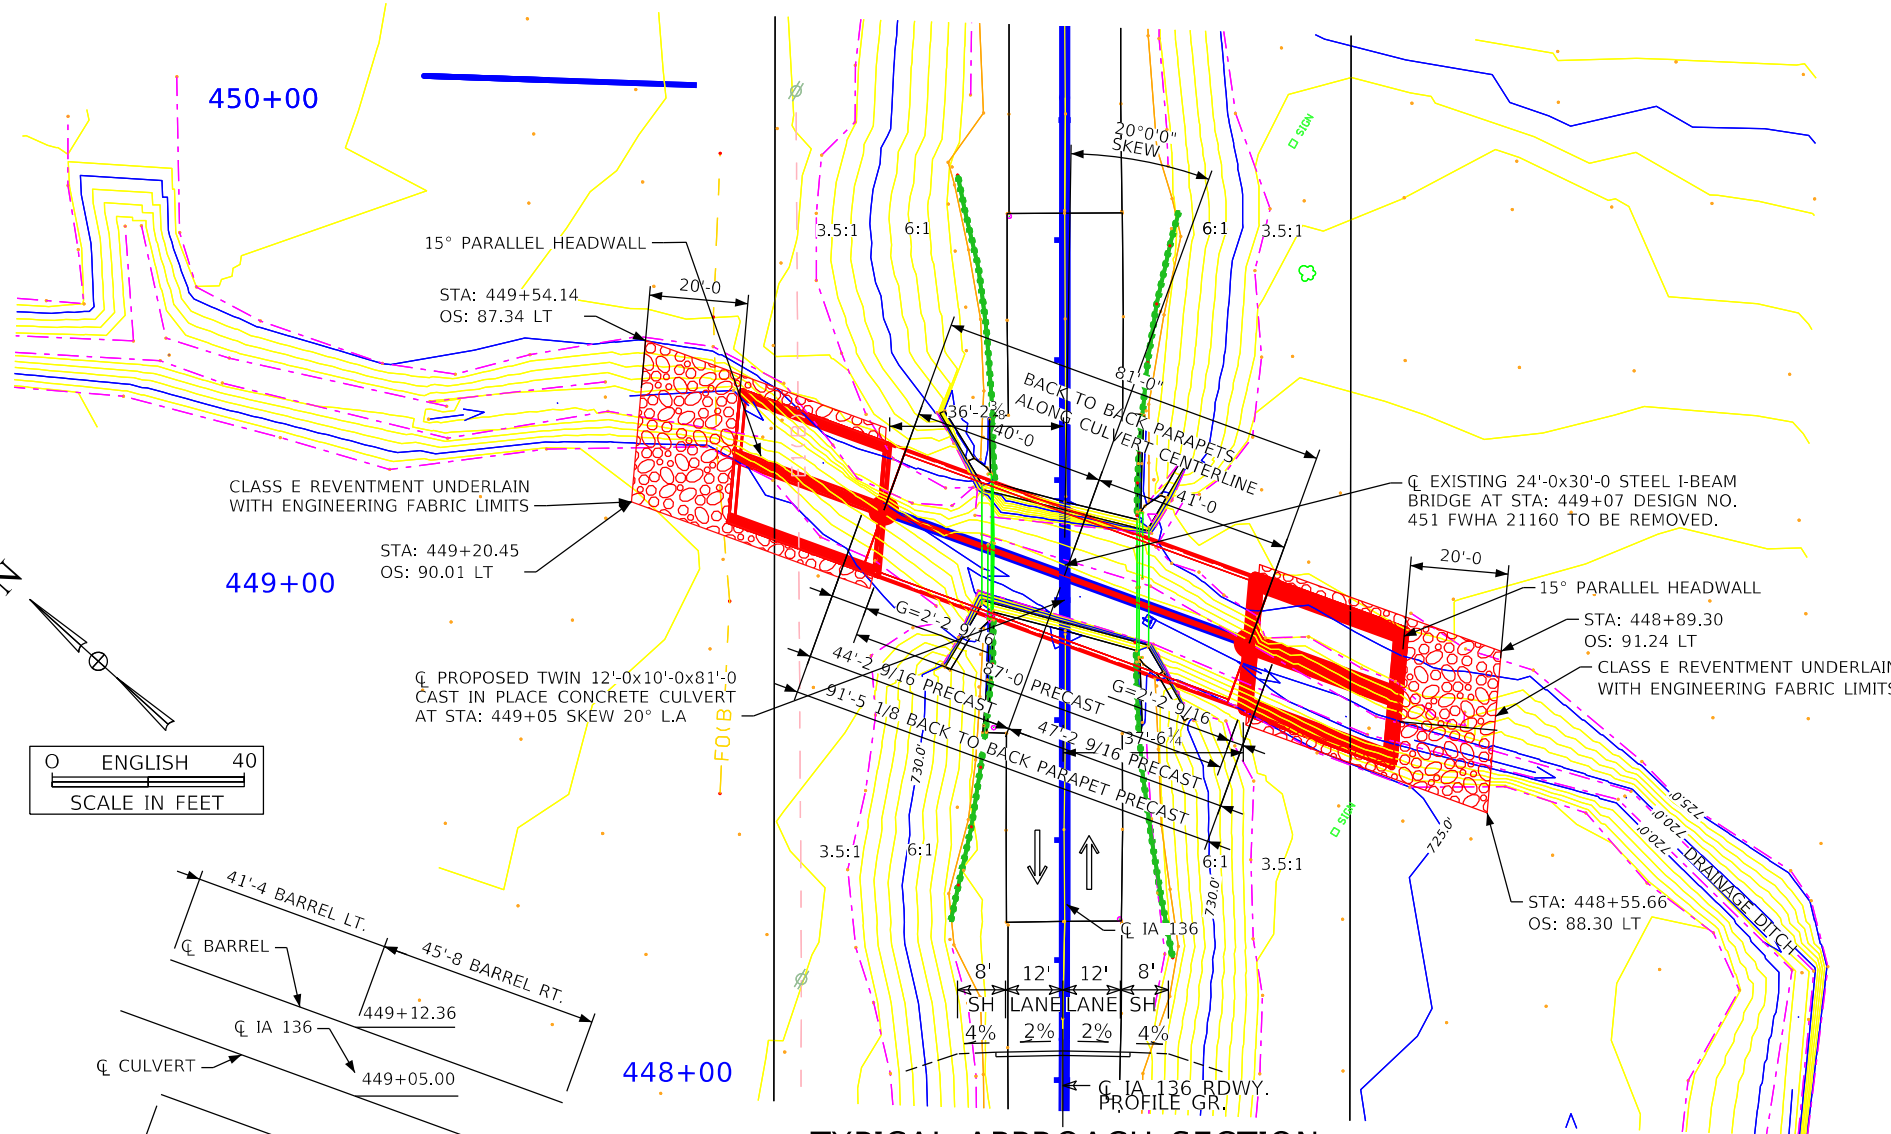 450+00
20°0'0"
SKEW
SIGN
3.5:1
6:1
6:1
3.5:1
15° PARALLEL HEADWALL
STA: 449+54.14
OS: 87.34 LT
20'-0
81'-0"
BACK TO BACK PARAPETS
ALONG CULVERT CENTERLINE
36'-2⅜
40'-0
41'-0
CLASS E REVENTMENT UNDERLAIN
WITH ENGINEERING FABRIC LIMITS
STA: 449+20.45
OS: 90.01 LT
℄ EXISTING 24'-0x30'-0 STEEL I-BEAM
BRIDGE AT STA: 449+07 DESIGN NO.
451 FWHA 21160 TO BE REMOVED.
N
449+00
20'-0
15° PARALLEL HEADWALL
STA: 448+89.30
OS: 91.24 LT
CLASS E REVENTMENT UNDERLAIN
WITH ENGINEERING FABRIC LIMITS
G=2'-2 9/16
44'-2 9/16 PRECAST
87'-0 PRECAST
G=2'-2 9/16
91'-5 1/8 BACK TO BACK PARAPET PRECAST
47'-2 9/16 PRECAST
37'-6¼
℄ PROPOSED TWIN 12'-0x10'-0x81'-0
CAST IN PLACE CONCRETE CULVERT
AT STA: 449+05 SKEW 20° L.A
FO(B
730.0'
0 ENGLISH 40
SCALE IN FEET
SIGN
725.0'
725.0'
720.0'
720.0'
DRAINAGE DITCH
3.5:1
6:1
6:1
3.5:1
730.0'
STA: 448+55.66
OS: 88.30 LT
℄ IA 136
41'-4 BARREL LT.
℄ BARREL
45'-8 BARREL RT.
449+12.36
℄ IA 136
℄ CULVERT
449+05.00
448+00
8' 12' 12' 8'
SH LANE LANE SH
4% 2% 2% 4%
℄ IA 136 RDWY.
PROFILE GR.
TYPICAL APPROACH SECTION